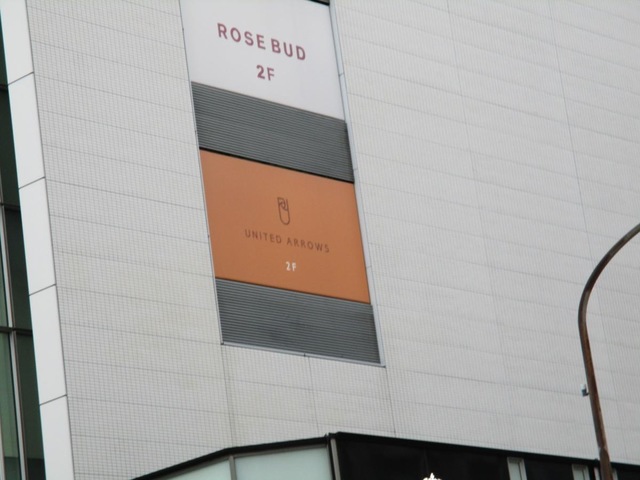 ROSE BUD
2F
UNITED ARROWS
2F